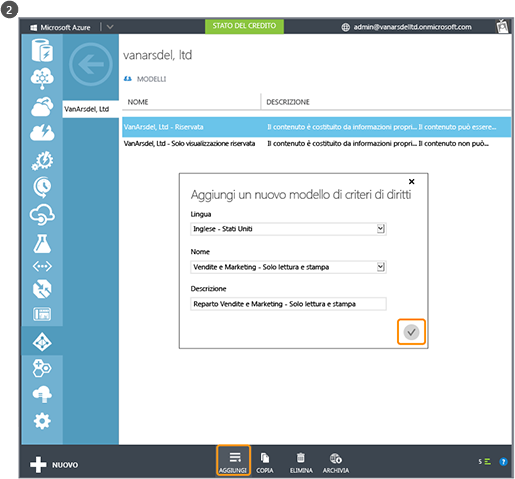 2
Microsoft Azure
STATO DEL CREDITO
admin@vanarsdelltd.onmicrosoft.com
vanarsdel, ltd
MODELLI
VanArsdel, Ltd
NOME DESCRIZIONE
VanArsdel, Ltd - Riservata Il contenuto è costituito da informazioni propri... Il contenuto può essere...
VanArsdel, Ltd - Solo visualizzazione riservata Il contenuto è costituito da informazioni propri... Il contenuto non può...
Aggiungi un nuovo modello di criteri di diritti
Lingua
Inglese - Stati Uniti
Nome
Vendite e Marketing - Solo lettura e stampa
Descrizione
Reparto Vendite e Marketing - Solo lettura e stampa
NUOVO
AGGIUNGI COPIA ELIMINA ARCHIVIA
5 ?